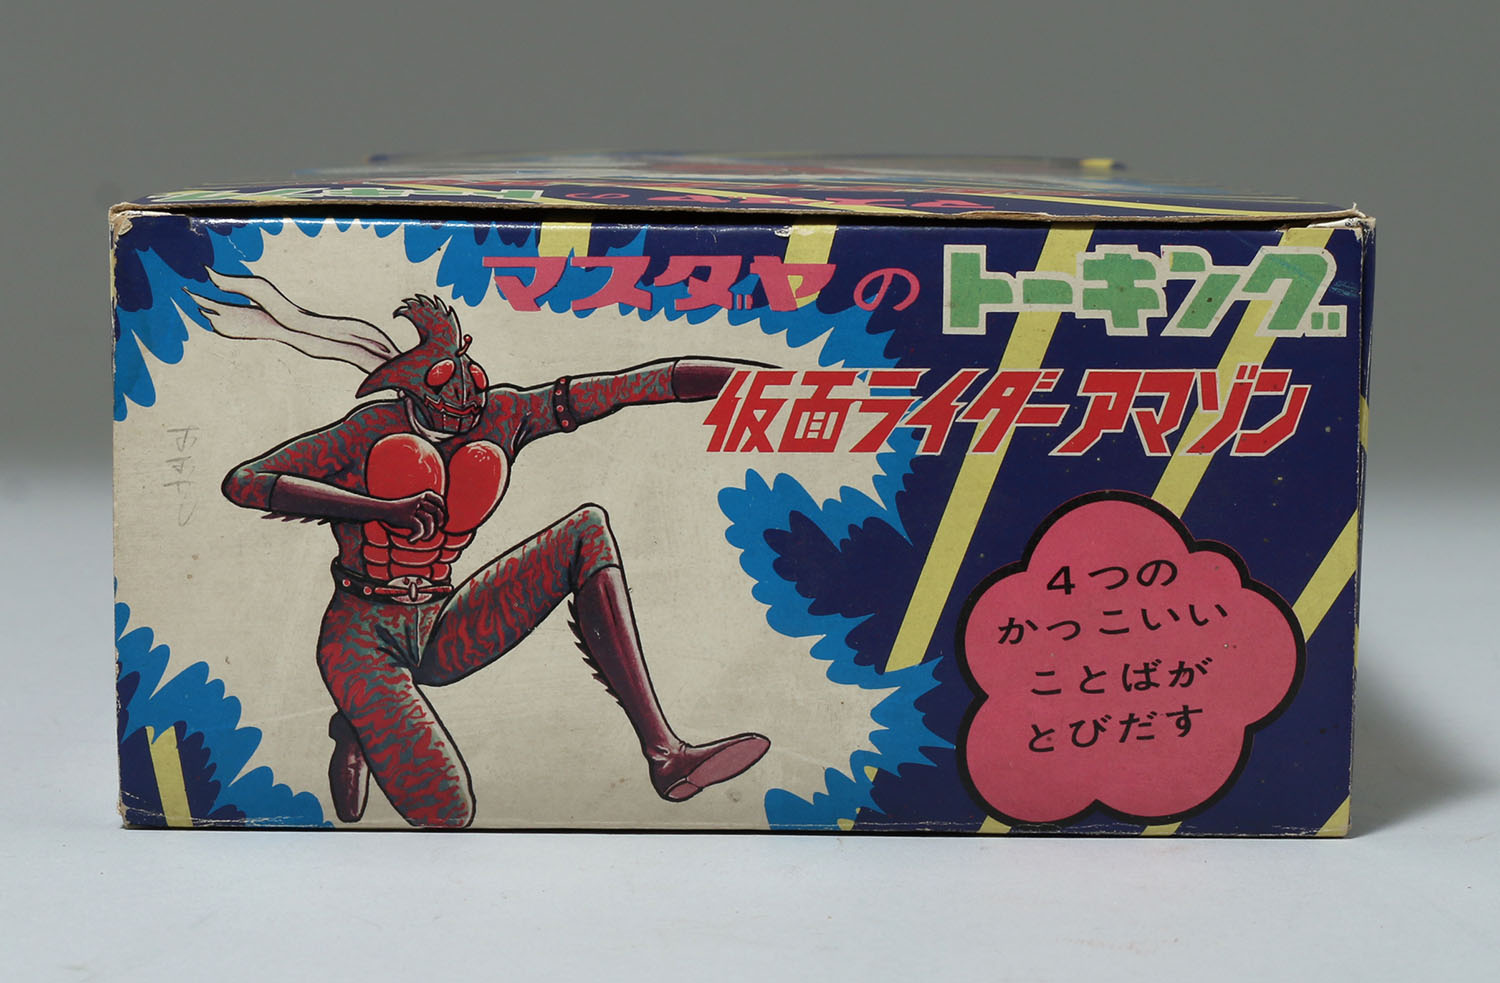 マスダヤのトーキング
仮面ライダーアマゾン
4つの
かっこいい
ことばが
とびだす